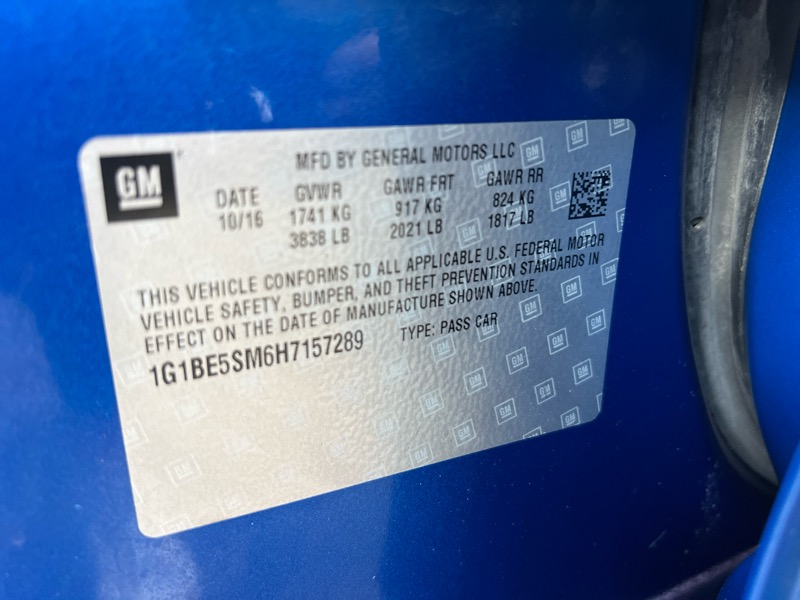 GM
MFD BY GENERAL MOTORS LLC
DATE GVWR GAWR FRT GAWR RR
10/16 1741 KG 917 KG 824 KG
3838 LB 2021 LB 1817 LB
THIS VEHICLE CONFORMS TO ALL APPLICABLE U.S. FEDERAL MOTOR
VEHICLE SAFETY, BUMPER, AND THEFT PREVENTION STANDARDS IN
EFFECT ON THE DATE OF MANUFACTURE SHOWN ABOVE.
1G1BE5SM6H7157289 TYPE: PASS CAR